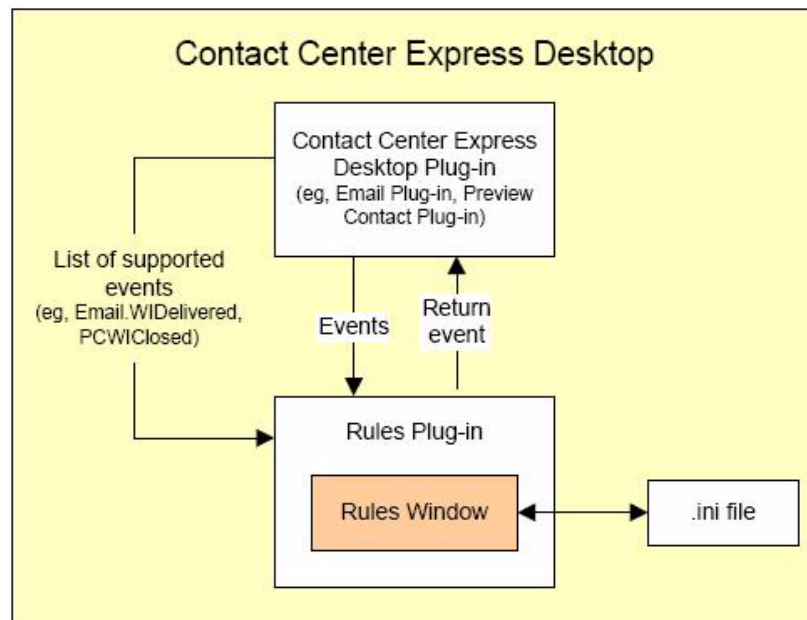 Contact Center Express Desktop
Contact Center Express
Desktop Plug-in
(eg, Email Plug-in, Preview
Contact Plug-in)
List of supported
events
(eg, Email.WIDelivered,
PCWIClosed)
Events
Return
event
Rules Plug-in
Rules Window
.ini file